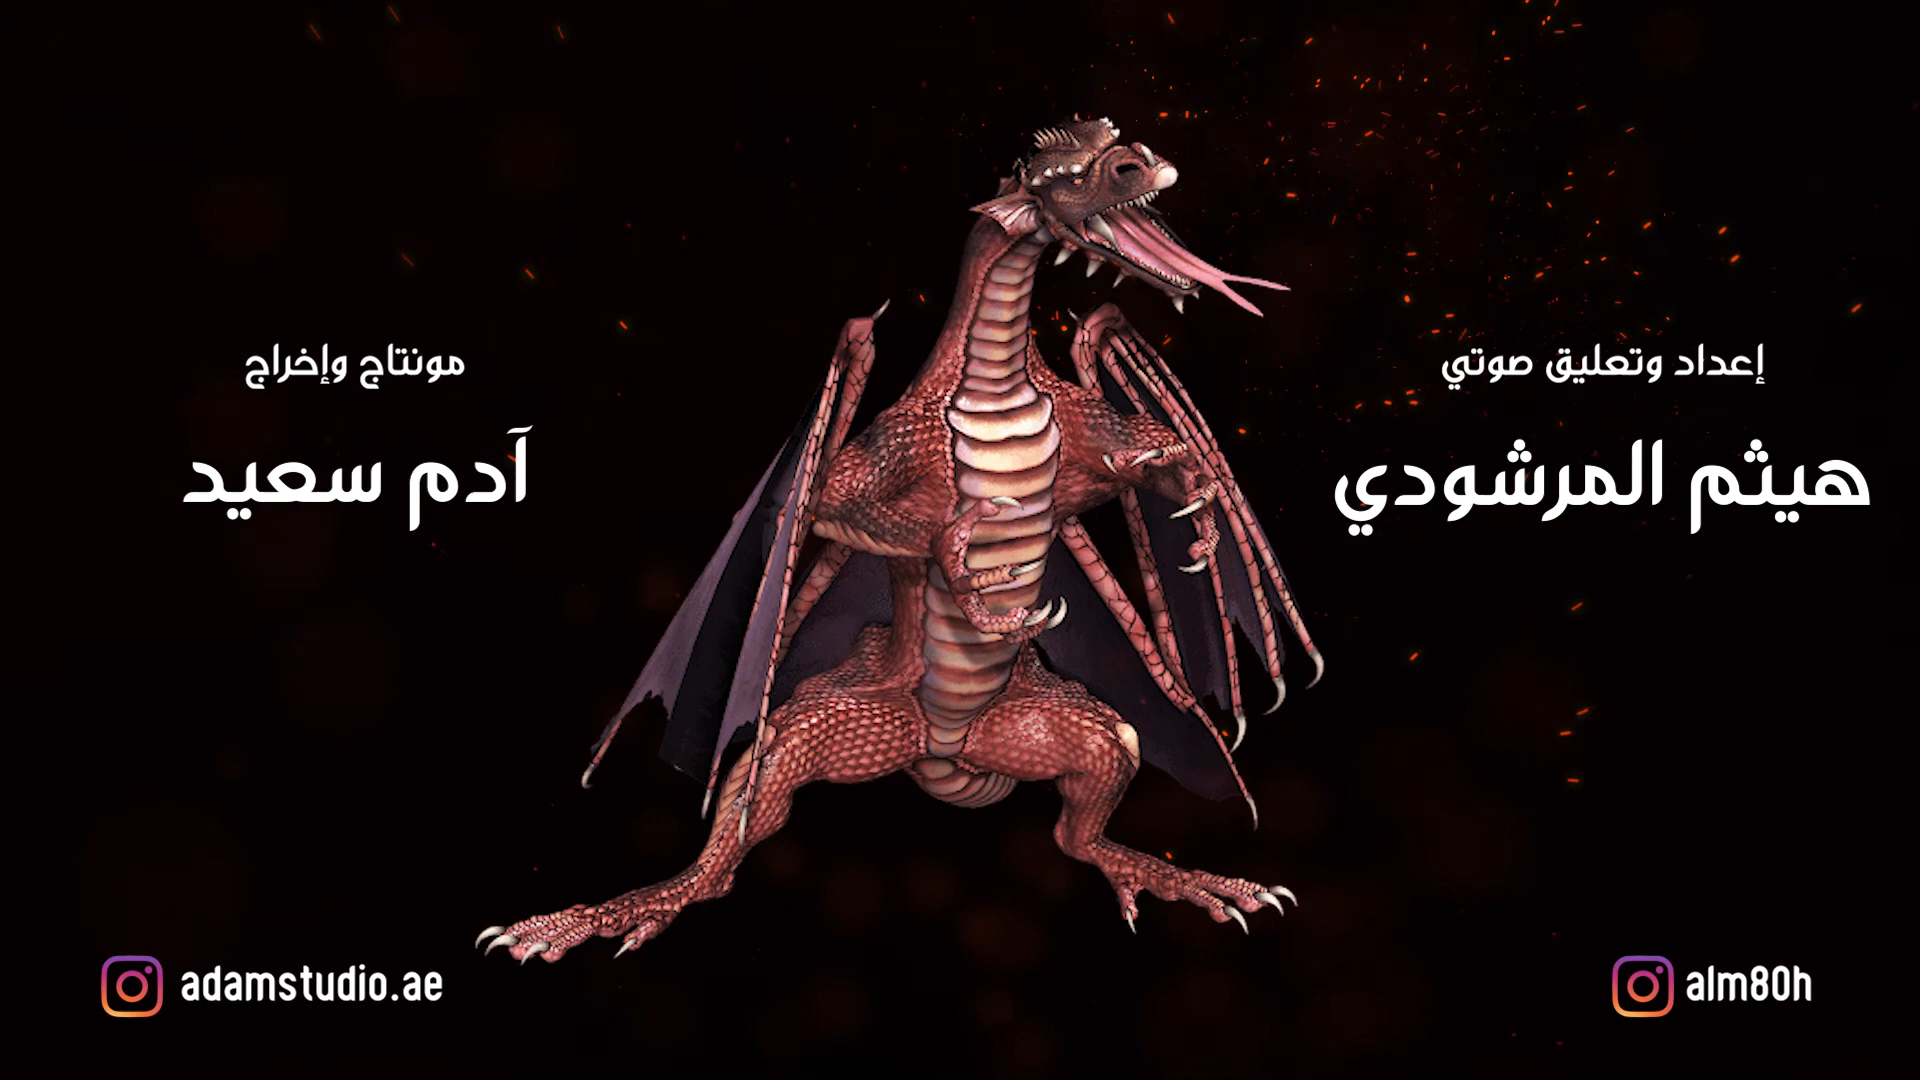 إعداد وتعليق صوتي
هيثم المرشودي
مونتاج وإخراج
آدم سعيد
adamstudio.ae
alm80h